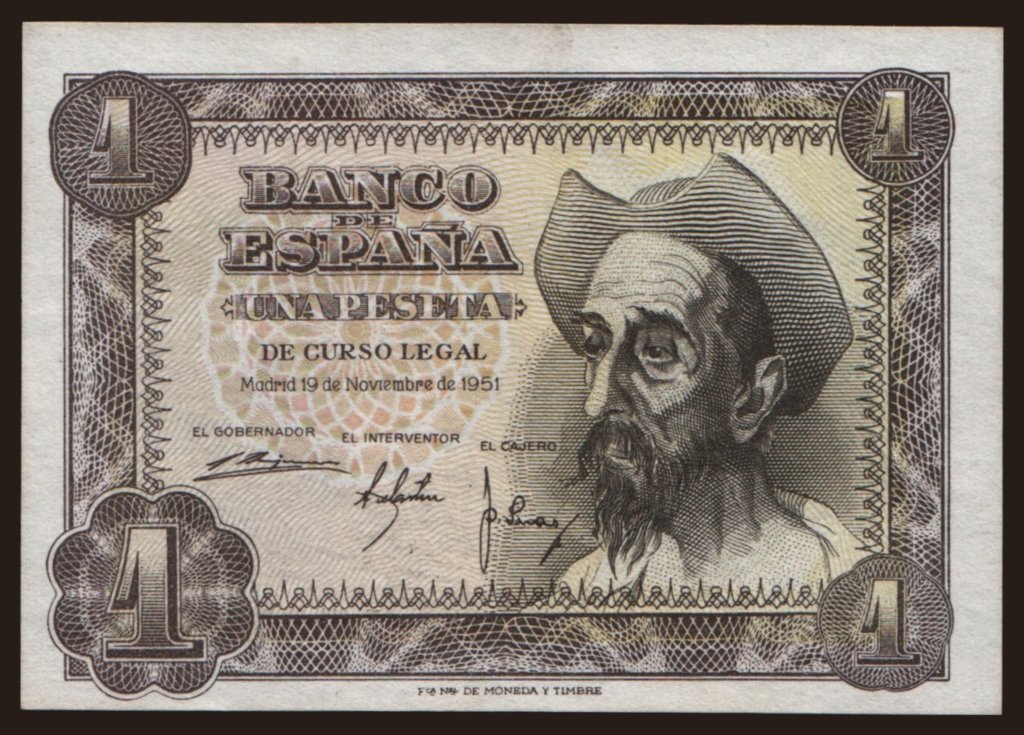 1
1
BANCO
DE
ESPAÑA
UNA PESETA
DE CURSO LEGAL
Madrid 19 de Noviembre de 1951
EL GOBERNADOR EL INTERVENTOR EL CAJERO
1
1
Fca Nal DE MONEDA Y TIMBRE